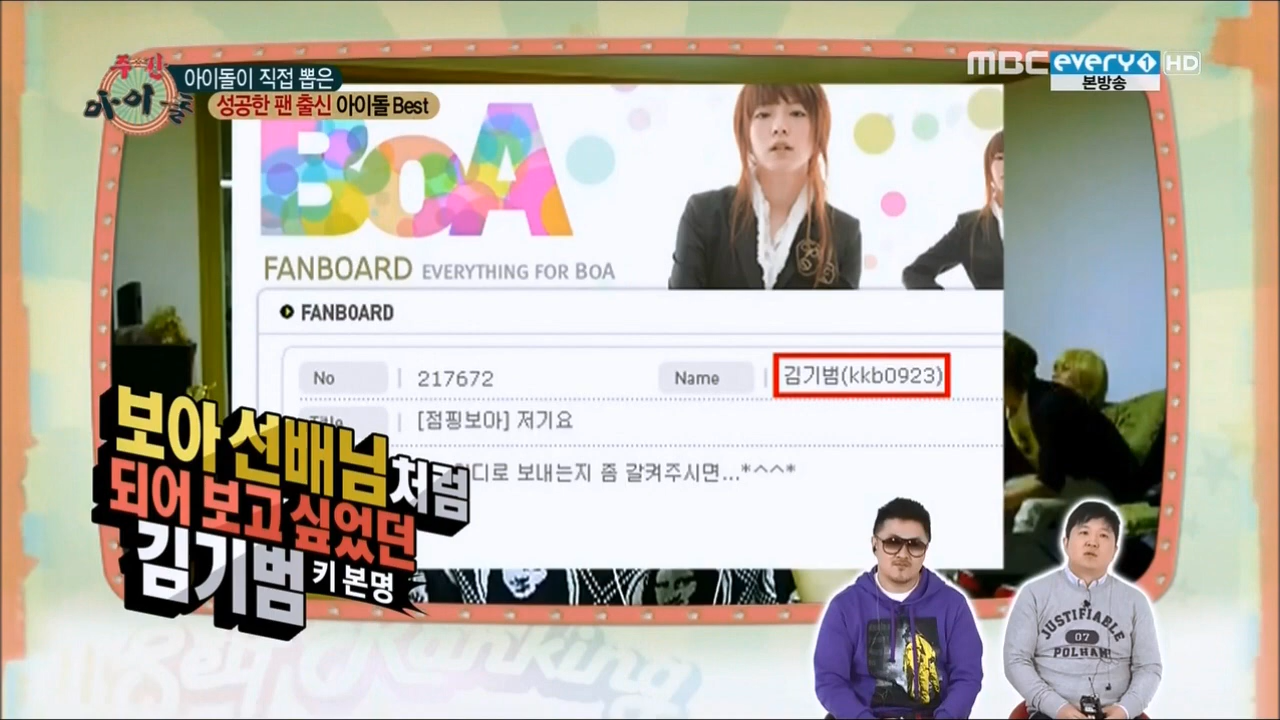 주간
아이돌
아이돌이 직접 뽑은
성공한 팬 출신 아이돌 Best
MBC every1 HD
본방송
BoA
FANBOARD EVERYTHING FOR BOA
FANBOARD
No 217672 Name 김기범(kkb0923)
Title [점핑보아] 저기요
디로 보내는지 좀 갈켜주시면...*^^*
보아 선배님처럼
되어 보고 싶었던
김기범 키 본명
JUSTIFIABLE
07
POLHAM
Ranking